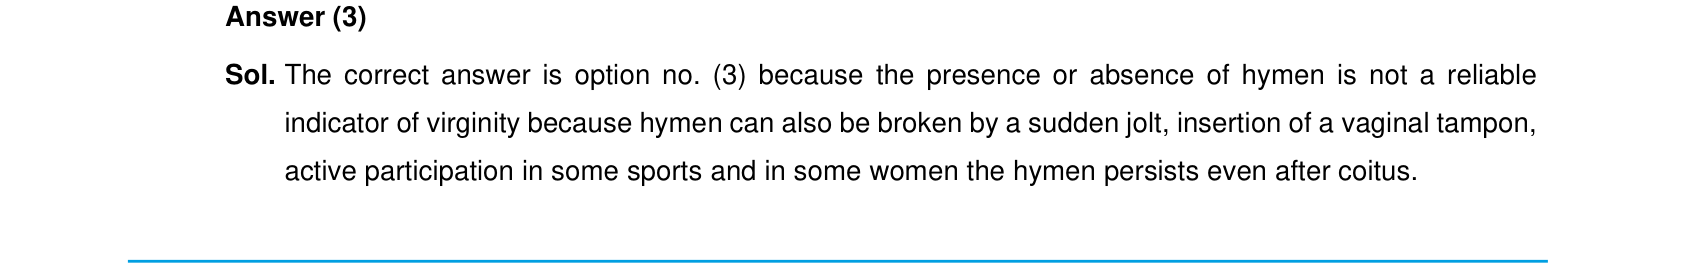 Answer (3)
Sol. The correct answer is option no. (3) because the presence or absence of hymen is not a reliable
indicator of virginity because hymen can also be broken by a sudden jolt, insertion of a vaginal tampon,
active participation in some sports and in some women the hymen persists even after coitus.